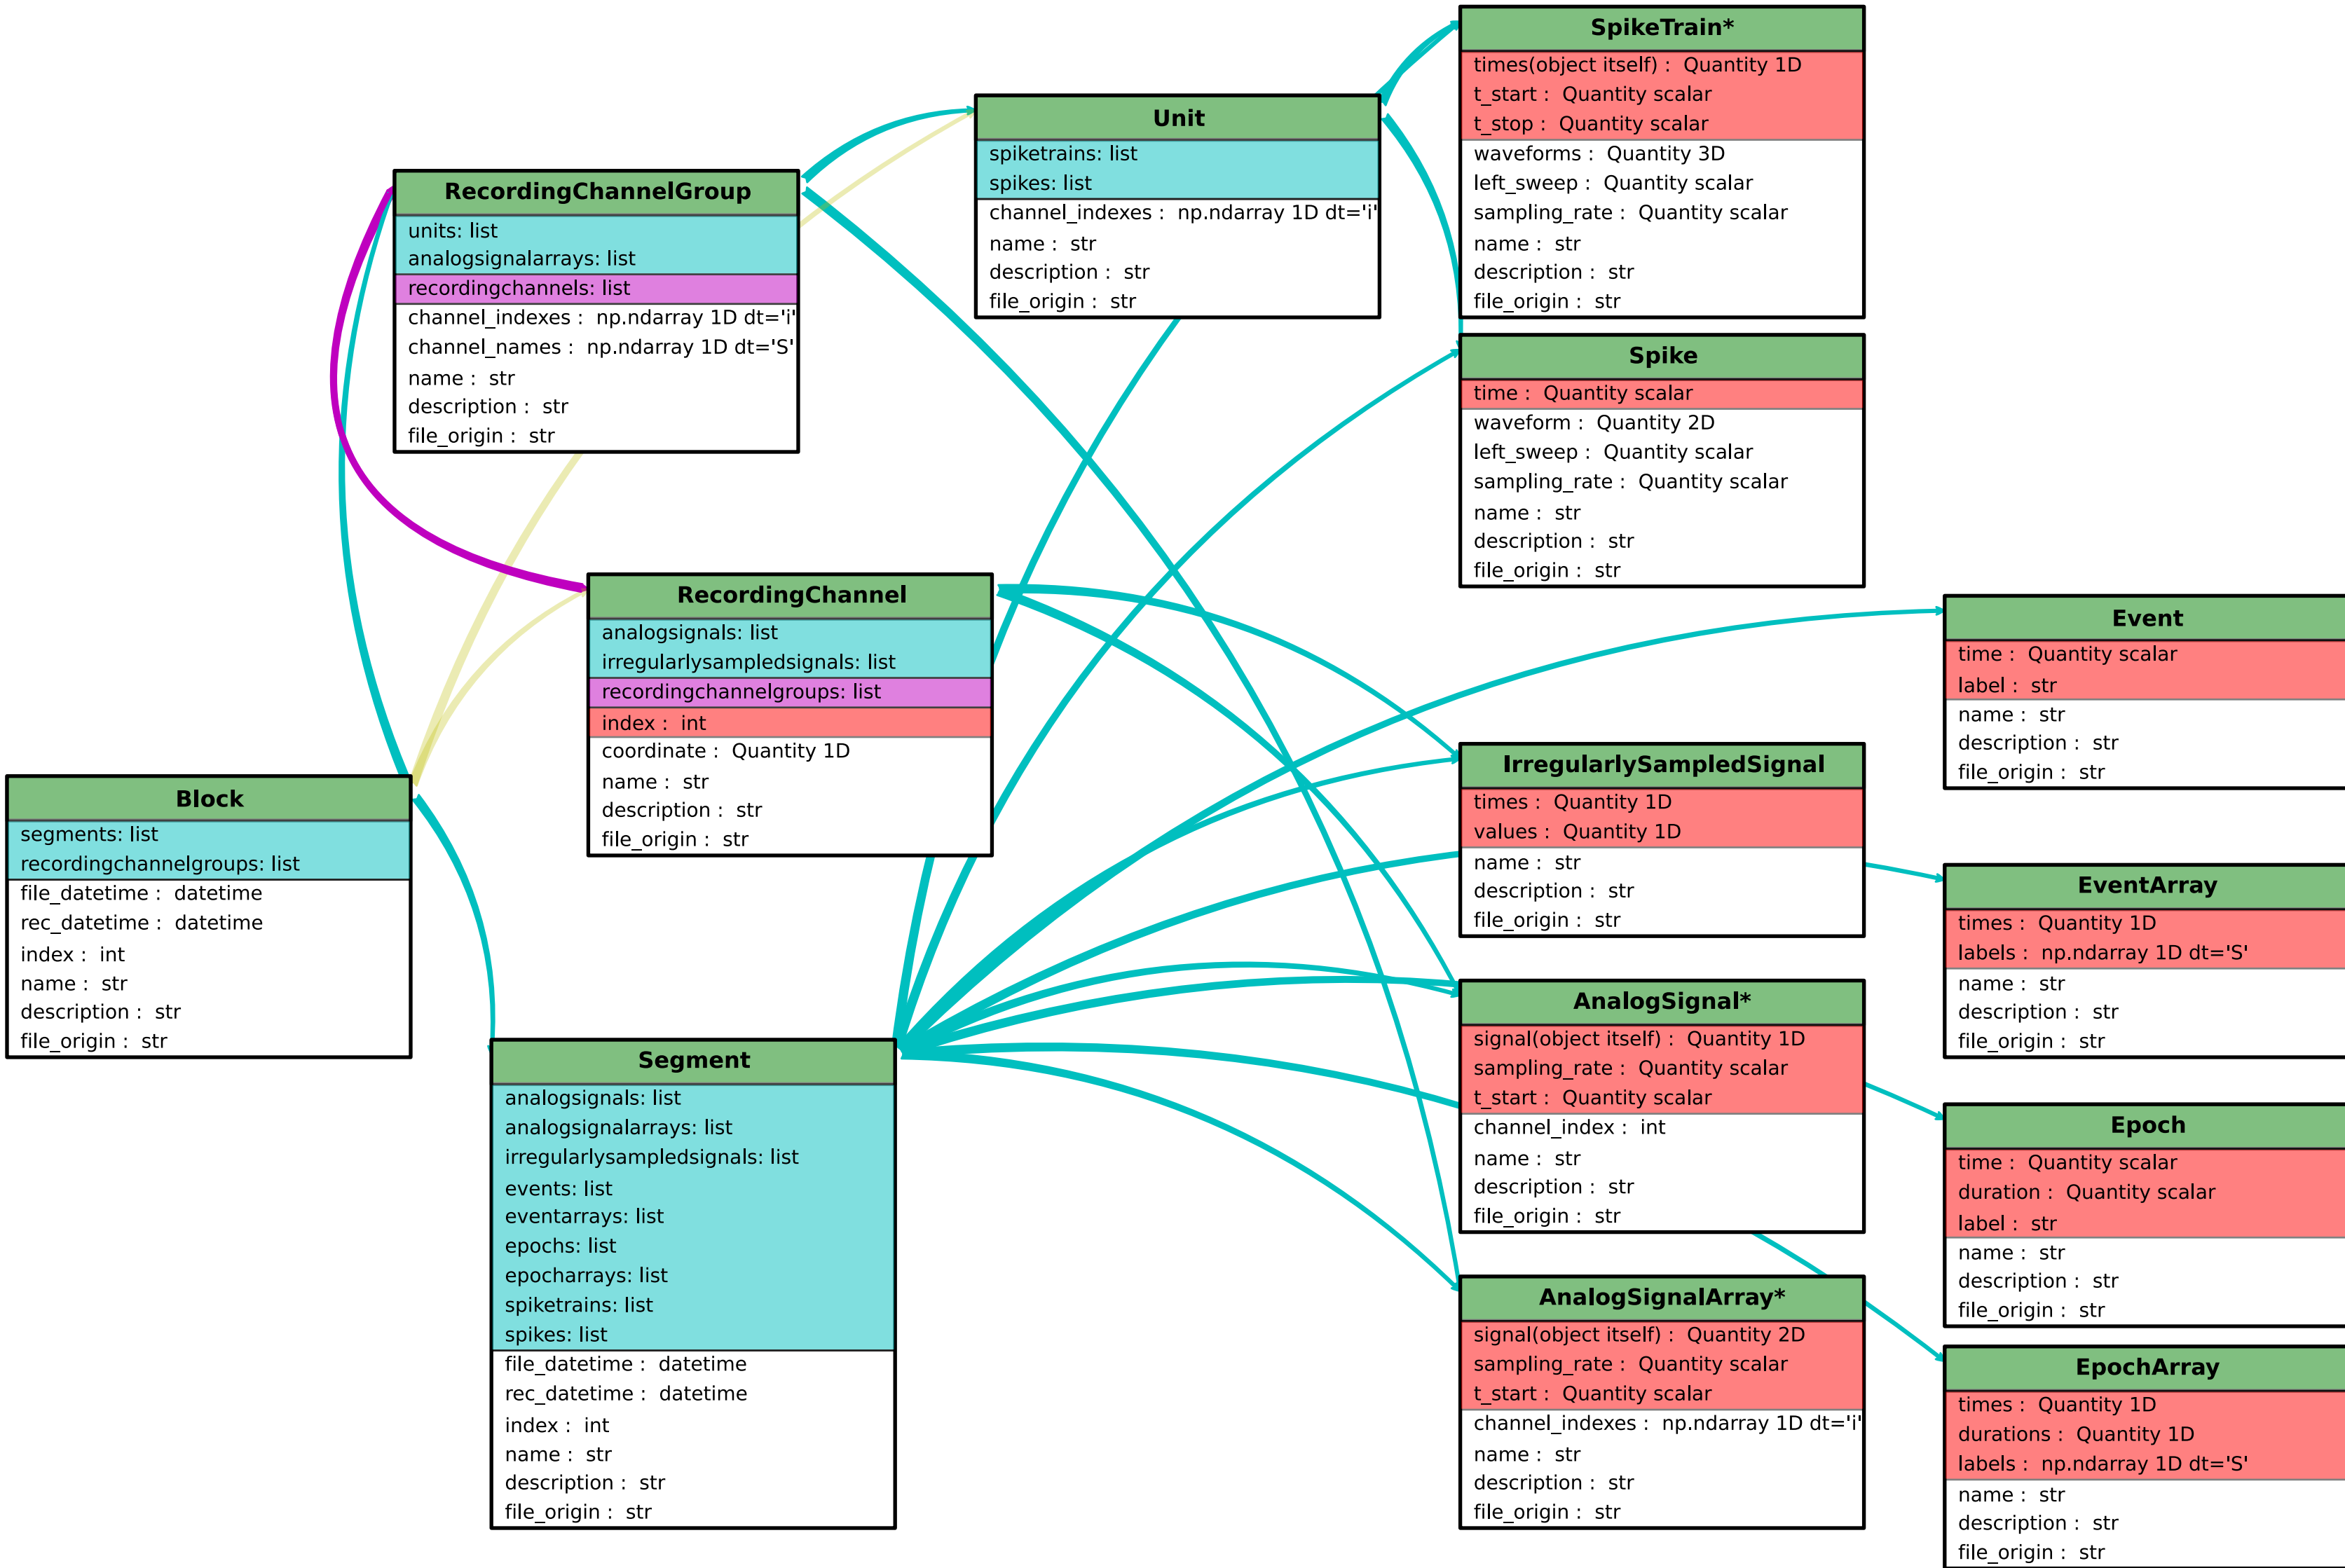 SpikeTrain*
times(object itself) :  Quantity 1D
t_start :  Quantity scalar
t_stop :  Quantity scalar
waveforms :  Quantity 3D
left_sweep :  Quantity scalar
sampling_rate :  Quantity scalar
name :  str
description :  str
file_origin :  str
Unit
spiketrains: list
spikes: list
channel_indexes :  np.ndarray 1D dt='i'
name :  str
description :  str
file_origin :  str
RecordingChannelGroup
units: list
analogsignalarrays: list
recordingchannels: list
channel_indexes :  np.ndarray 1D dt='i'
channel_names :  np.ndarray 1D dt='S'
name :  str
description :  str
file_origin :  str
Spike
time :  Quantity scalar
waveform :  Quantity 2D
left_sweep :  Quantity scalar
sampling_rate :  Quantity scalar
name :  str
description :  str
file_origin :  str
RecordingChannel
analogsignals: list
irregularlysampledsignals: list
recordingchannelgroups: list
index :  int
coordinate :  Quantity 1D
name :  str
description :  str
file_origin :  str
Event
time :  Quantity scalar
label :  str
name :  str
description :  str
file_origin :  str
IrregularlySampledSignal
times :  Quantity 1D
values :  Quantity 1D
name :  str
description :  str
file_origin :  str
Block
segments: list
recordingchannelgroups: list
file_datetime :  datetime
rec_datetime :  datetime
index :  int
name :  str
description :  str
file_origin :  str
EventArray
times :  Quantity 1D
labels :  np.ndarray 1D dt='S'
name :  str
description :  str
file_origin :  str
AnalogSignal*
signal(object itself) :  Quantity 1D
sampling_rate :  Quantity scalar
t_start :  Quantity scalar
channel_index :  int
name :  str
description :  str
file_origin :  str
Segment
analogsignals: list
analogsignalarrays: list
irregularlysampledsignals: list
events: list
eventarrays: list
epochs: list
epocharrays: list
spiketrains: list
spikes: list
file_datetime :  datetime
rec_datetime :  datetime
index :  int
name :  str
description :  str
file_origin :  str
Epoch
time :  Quantity scalar
duration :  Quantity scalar
label :  str
name :  str
description :  str
file_origin :  str
AnalogSignalArray*
signal(object itself) :  Quantity 2D
sampling_rate :  Quantity scalar
t_start :  Quantity scalar
channel_indexes :  np.ndarray 1D dt='i'
name :  str
description :  str
file_origin :  str
EpochArray
times :  Quantity 1D
durations :  Quantity 1D
labels :  np.ndarray 1D dt='S'
name :  str
description :  str
file_origin :  str